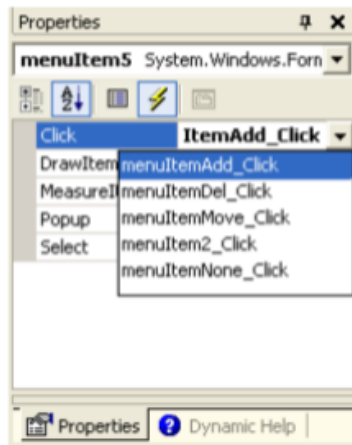 Properties
menuItem5 System.Windows.Forn
Click ItemAdd_Click
DrawItem menuItemAdd_Click
MeasureI menuItemDel_Click
Popup menuItemMove_Click
Select menuItem2_Click
menuItemNone_Click
Properties Dynamic Help